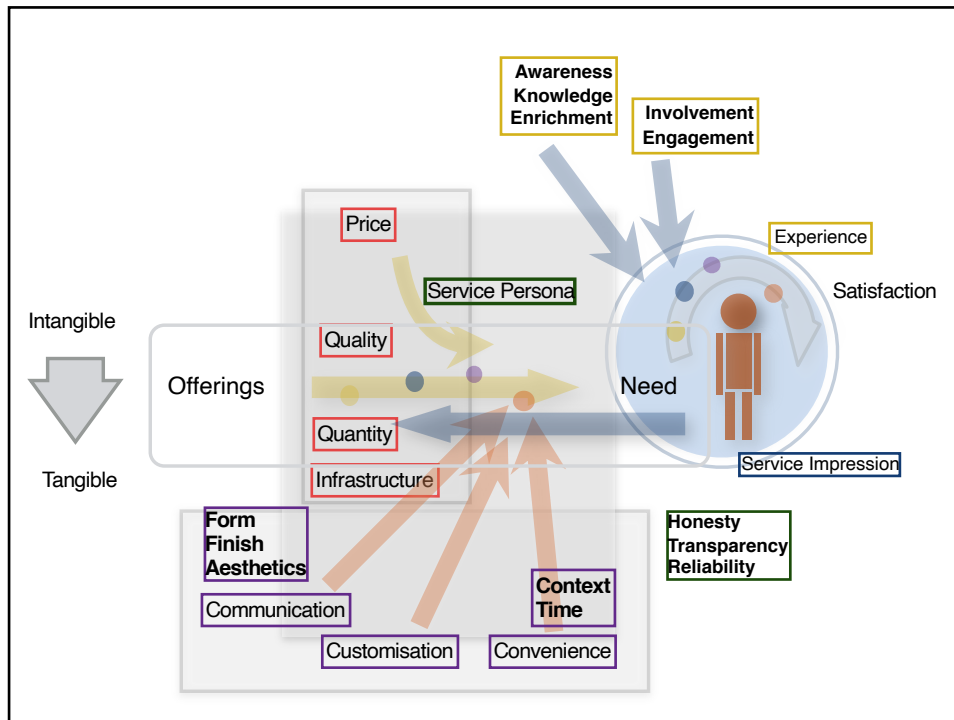 Awareness
Knowledge
Enrichment
Involvement
Engagement
Price
Experience
Service Persona
Satisfaction
Intangible
Quality
Offerings
Need
Quantity
Service Impression
Tangible
Infrastructure
Form
Finish
Aesthetics
Honesty
Transparency
Reliability
Context
Time
Communication
Customisation
Convenience